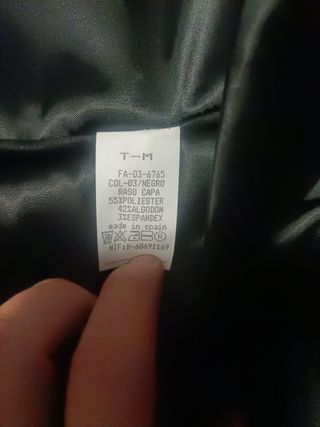 T-M
FA-03-6765
COL-03/NEGRO
RASO CAPA
55%POLIESTER
42%ALGODON
3%ESPANDEX
made in spain
NIF:B-60691169